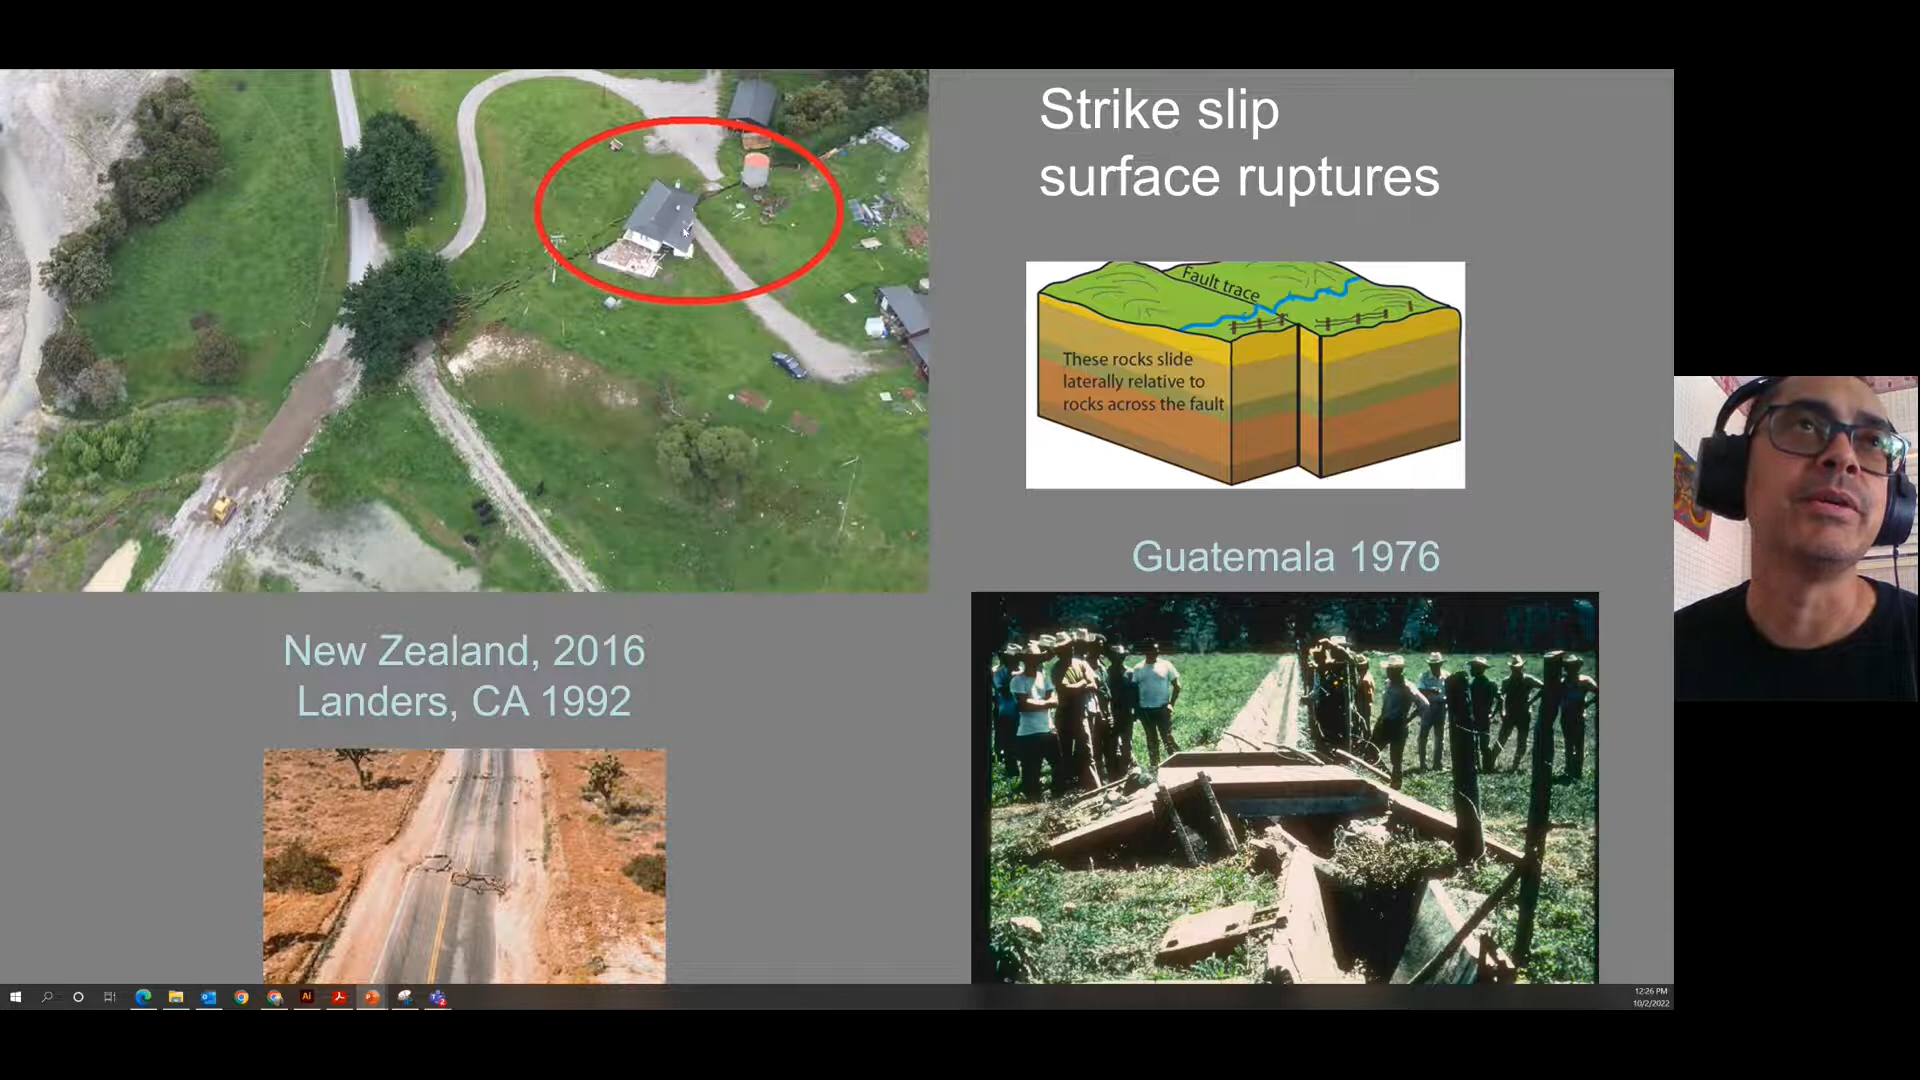 Strike slip
surface ruptures
Fault trace
These rocks slide
laterally relative to
rocks across the fault
Guatemala 1976
New Zealand, 2016
Landers, CA 1992
Ai
12:26 PM
10/2/2022